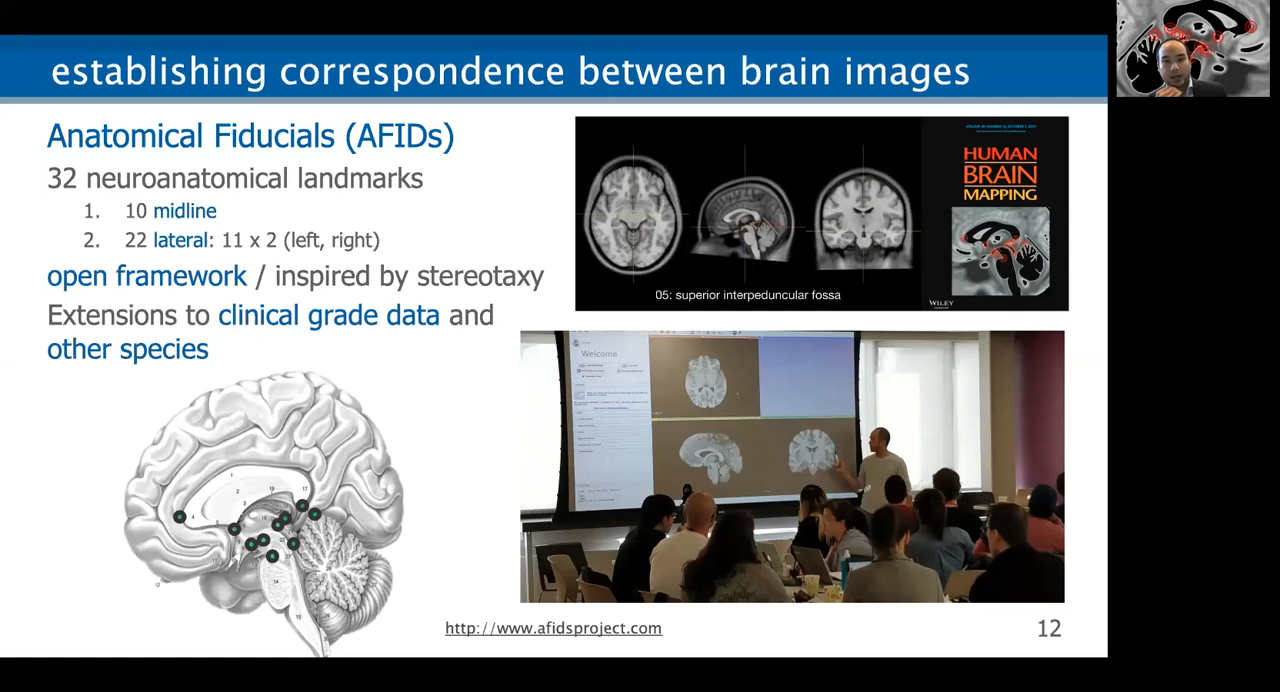 establishing correspondence between brain images
Anatomical Fiducials (AFIDs)
32 neuroanatomical landmarks
1. 10 midline
2. 22 lateral: 11 x 2 (left, right)
open framework / inspired by stereotaxy
Extensions to clinical grade data and
other species
HUMAN
BRAIN
MAPPING
05: superior interpeduncular fossa
WILEY
Welcome
http://www.afidsproject.com
12